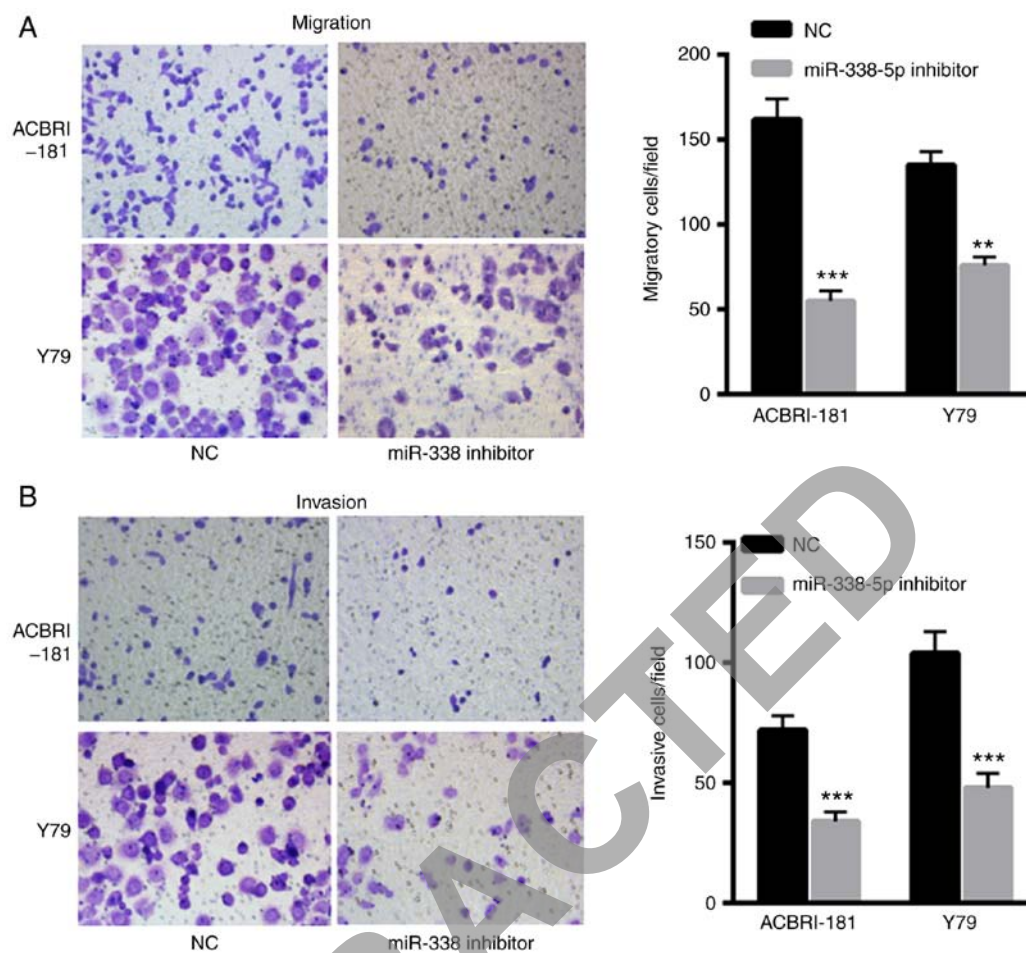 A
Migration
ACBRI
-181
Y79
NC
miR-338 inhibitor
NC
miR-338-5p inhibitor
Migratory cells/field
200
150
100
50
0
***
**
ACBRI-181
Y79
B
Invasion
ACBRI
-181
Y79
NC
miR-338 inhibitor
NC
miR-338-5p inhibitor
Invasive cells/field
150
100
50
0
***
***
ACBRI-181
Y79
RACTED